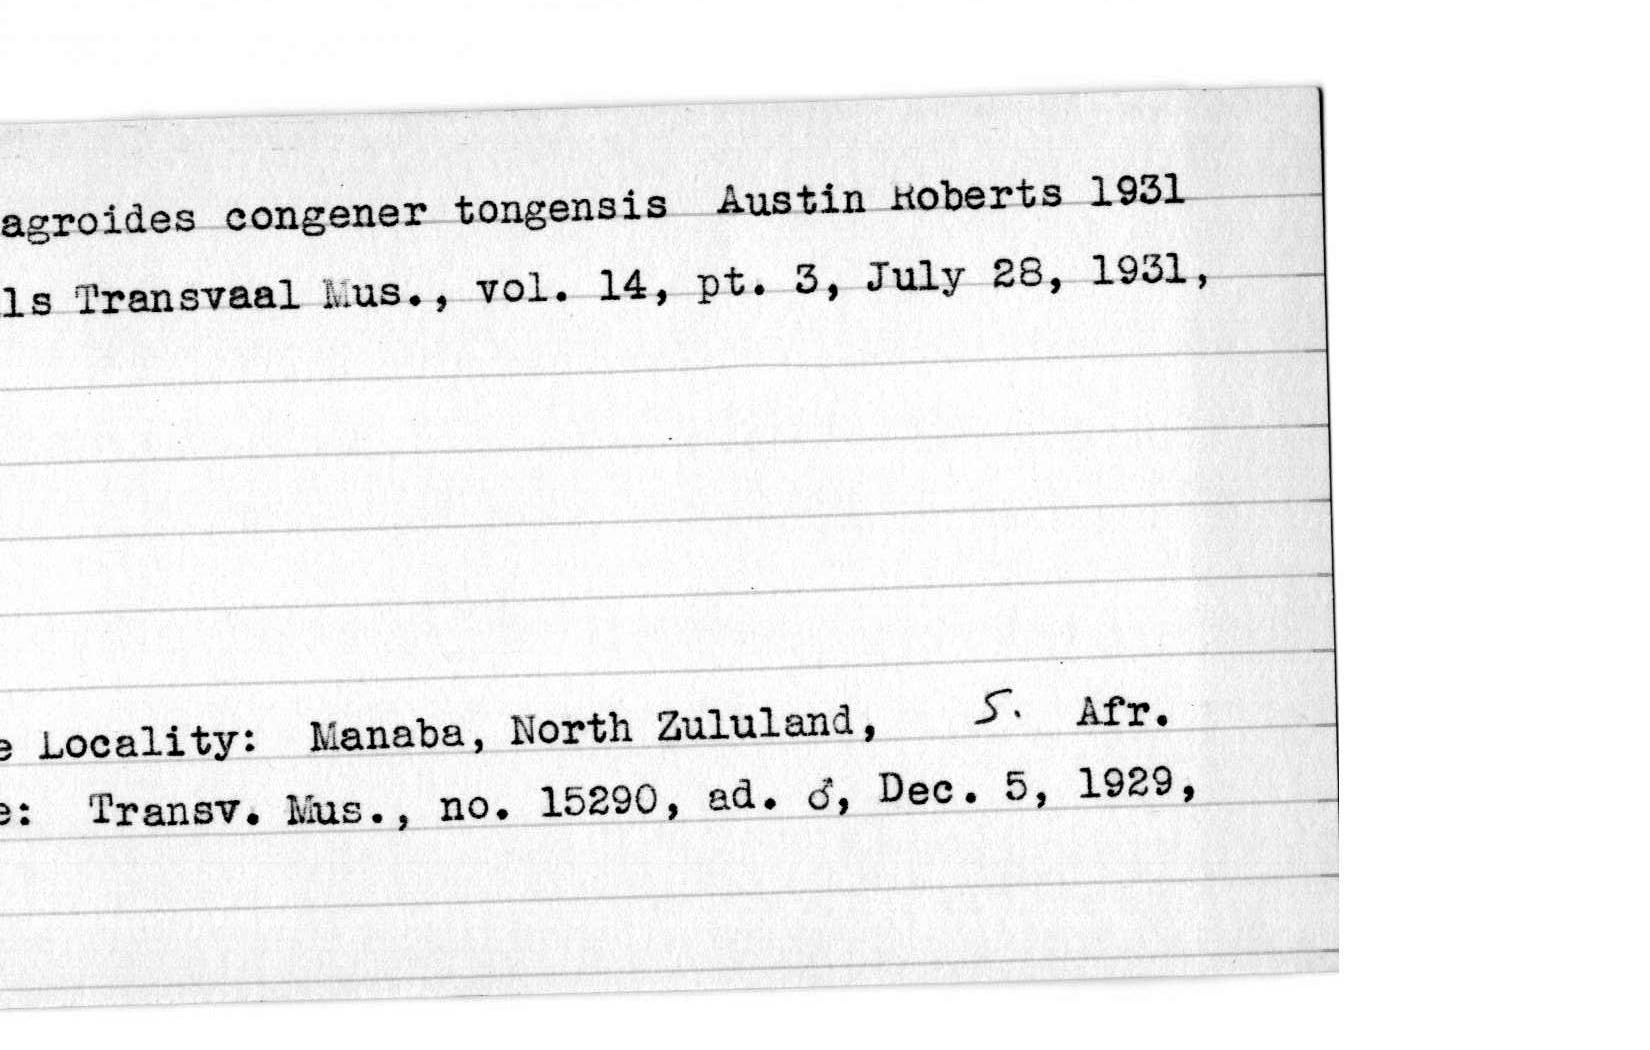 agroides congener tongensis Austin Roberts 1931
ls Transvaal Mus., vol. 14, pt. 3, July 28, 1931,
e Locality: Manaba, North Zululand, S. Afr.
e: Transv. Mus., no. 15290, ad. ♂, Dec. 5, 1929,